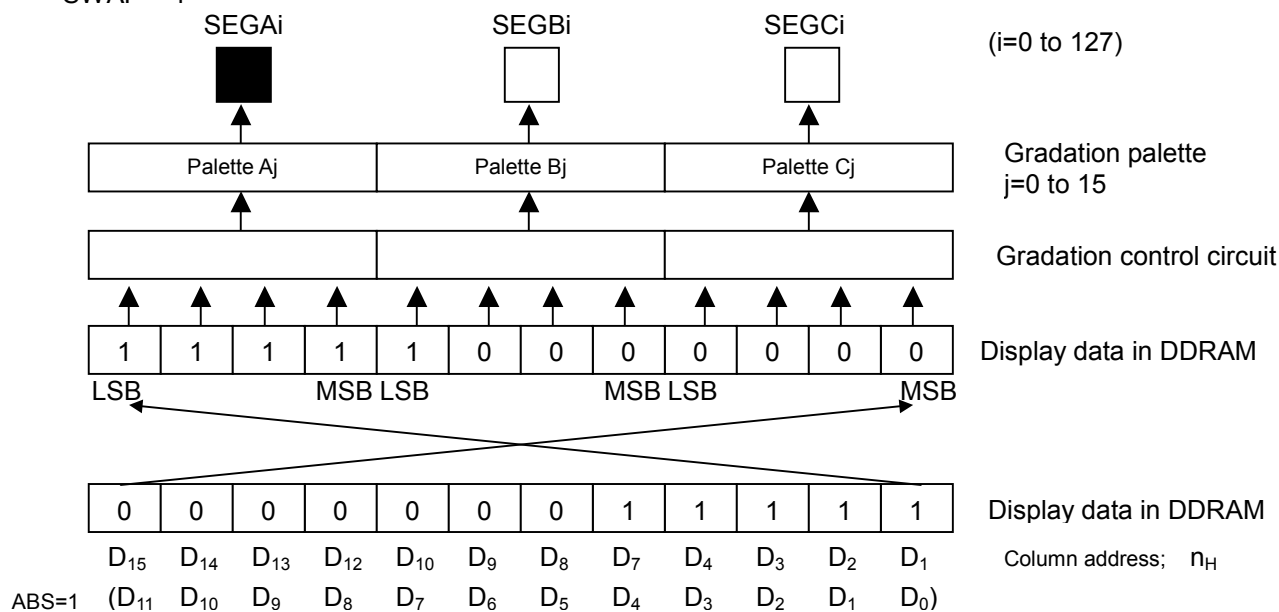 SEGAi SEGBi SEGCi (i=0 to 127)
Palette Aj Palette Bj Palette Cj Gradation palette
j=0 to 15
Gradation control circuit
1 1 1 1 1 0 0 0 0 0 0 0 Display data in DDRAM
LSB MSB LSB MSB LSB MSB
0 0 0 0 0 0 0 1 1 1 1 1 Display data in DDRAM
D15 D14 D13 D12 D10 D9 D8 D7 D4 D3 D2 D1 Column address; nH
ABS=1 (D11 D10 D9 D8 D7 D6 D5 D4 D3 D2 D1 D0)